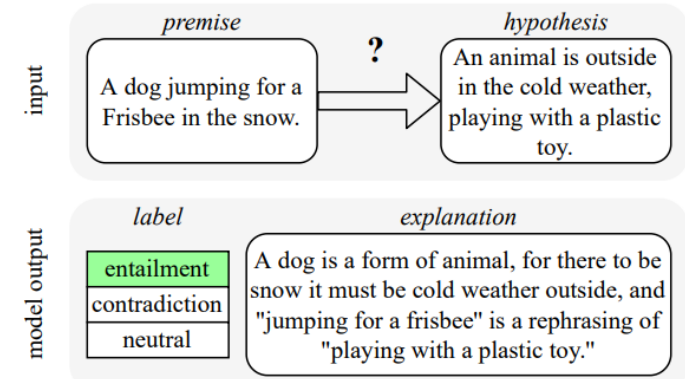 premise
hypothesis
input
A dog jumping for a
Frisbee in the snow.
?
An animal is outside
in the cold weather,
playing with a plastic
toy.
model output
label
explanation
entailment
contradiction
neutral
A dog is a form of animal, for there to be
snow it must be cold weather outside, and
"jumping for a frisbee" is a rephrasing of
"playing with a plastic toy."